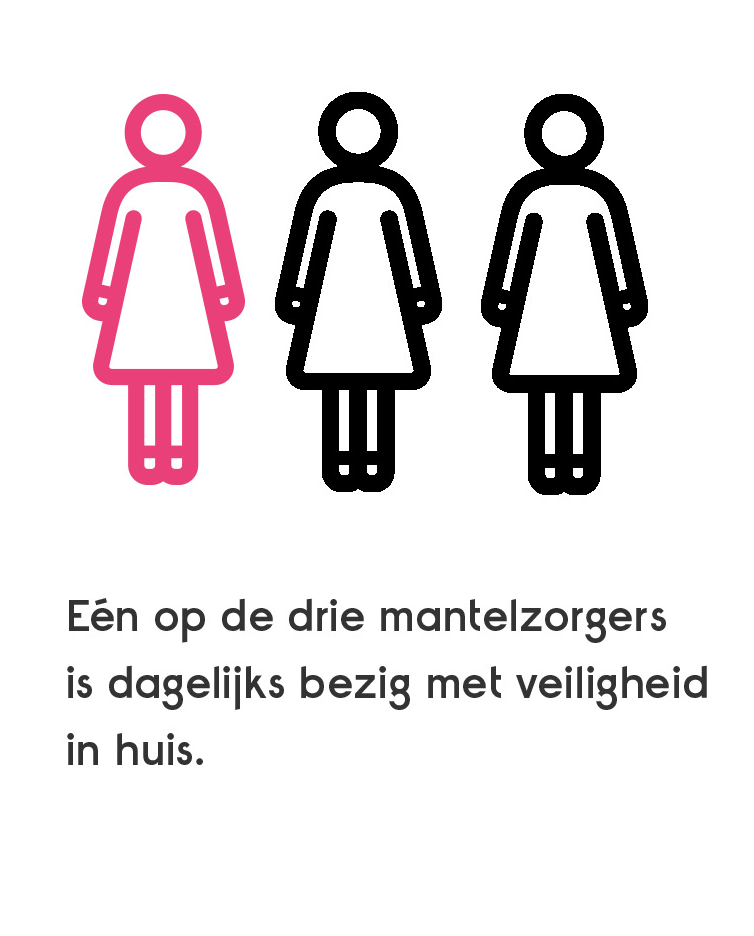 Eén op de drie mantelzorgers
is dagelijks bezig met veiligheid
in huis.